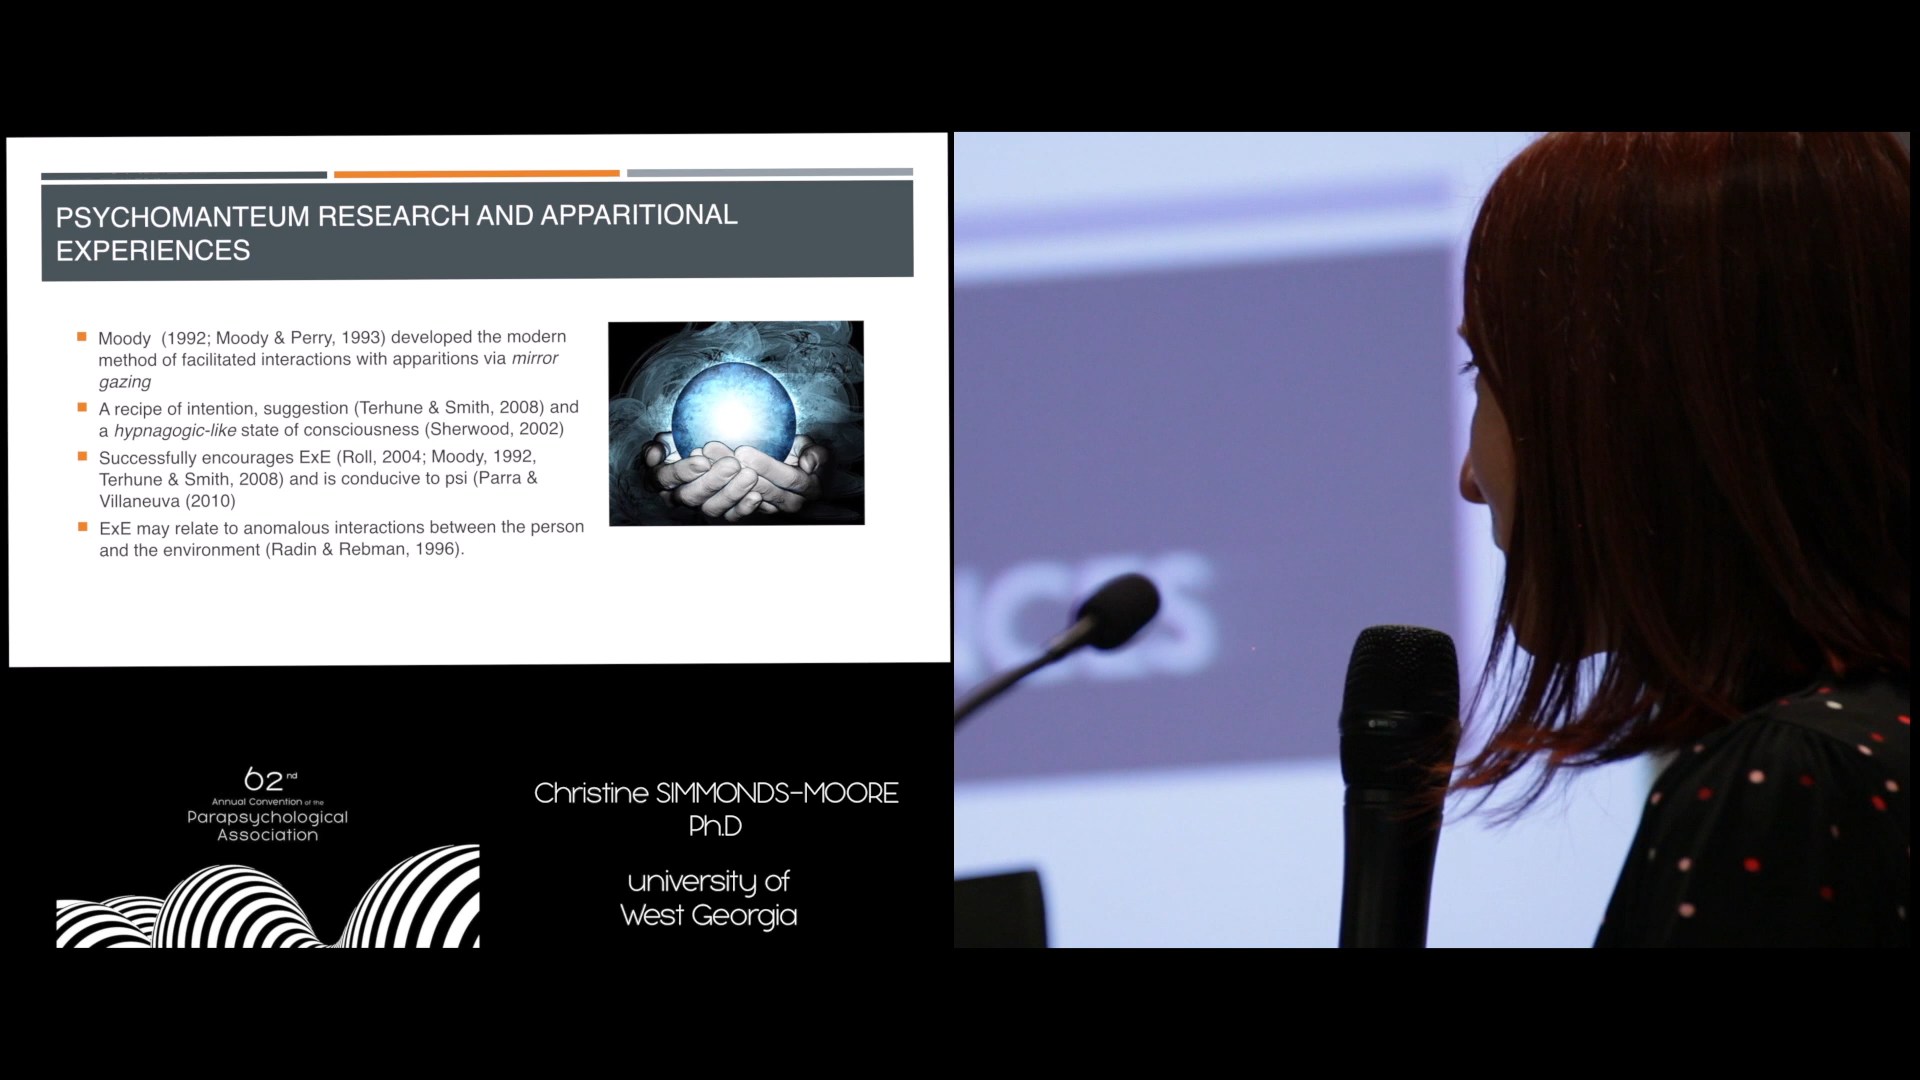 PSYCHOMANTEUM RESEARCH AND APPARITIONAL
EXPERIENCES
Moody (1992; Moody & Perry, 1993) developed the modern
method of facilitated interactions with apparitions via mirror
gazing
A recipe of intention, suggestion (Terhune & Smith, 2008) and
a hypnagogic-like state of consciousness (Sherwood, 2002)
Successfully encourages ExE (Roll, 2004; Moody, 1992,
Terhune & Smith, 2008) and is conducive to psi (Parra &
Villaneuva (2010)
ExE may relate to anomalous interactions between the person
and the environment (Radin & Rebman, 1996).
62nd
Annual Convention of the
Parapsychological
Association
Christine SIMMONDS-MOORE
Ph.D
university of
West Georgia
NCES